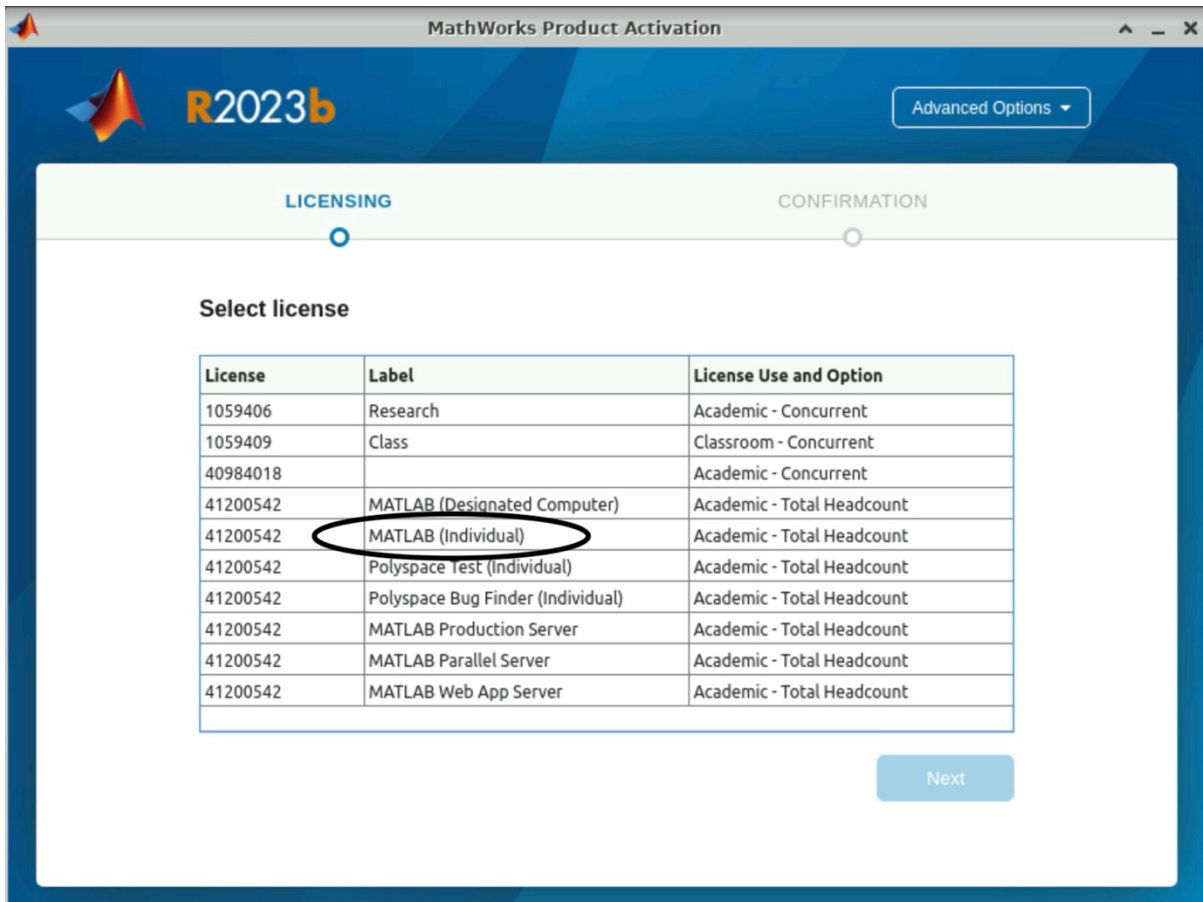 MathWorks Product Activation
R2023b
Advanced Options
LICENSING CONFIRMATION
Select license
License Label License Use and Option
1059406 Research Academic - Concurrent
1059409 Class Classroom - Concurrent
40984018 Academic - Concurrent
41200542 MATLAB (Designated Computer) Academic - Total Headcount
41200542 MATLAB (Individual) Academic - Total Headcount
41200542 Polyspace Test (Individual) Academic - Total Headcount
41200542 Polyspace Bug Finder (Individual) Academic - Total Headcount
41200542 MATLAB Production Server Academic - Total Headcount
41200542 MATLAB Parallel Server Academic - Total Headcount
41200542 MATLAB Web App Server Academic - Total Headcount
Next